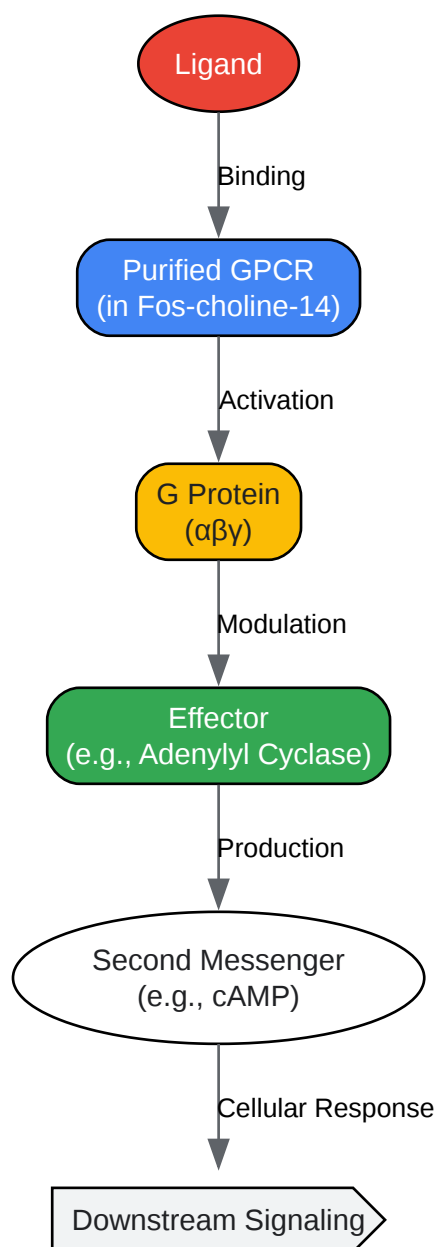 Ligand
Binding
Purified GPCR
(in Fos-choline-14)
Activation
G Protein
(αβγ)
Modulation
Effector
(e.g., Adenylyl Cyclase)
Production
Second Messenger
(e.g., cAMP)
Cellular Response
Downstream Signaling